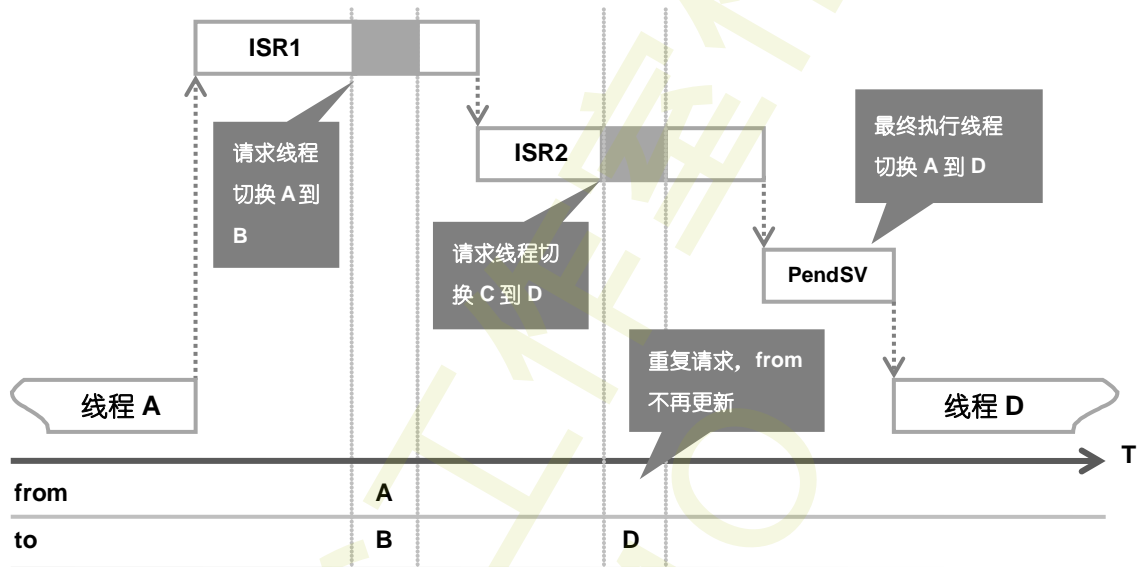 ISR1
请求线程
切换 A 到
B
ISR2
请求线程切
换 C 到 D
最终执行线程
切换 A 到 D
PendSV
重复请求，from
不再更新
线程 A
线程 D
T
from A
to B D